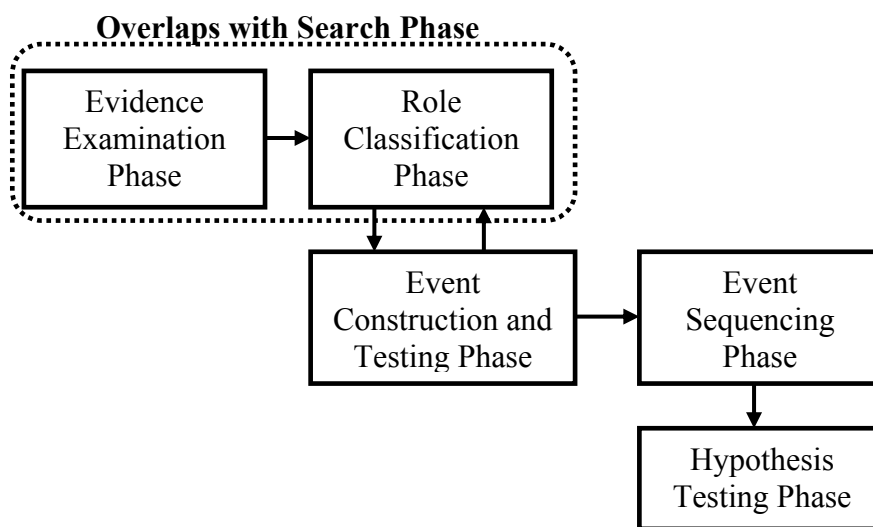 Overlaps with Search Phase
Evidence
Examination
Phase
Role
Classification
Phase
Event
Construction and
Testing Phase
Event
Sequencing
Phase
Hypothesis
Testing Phase